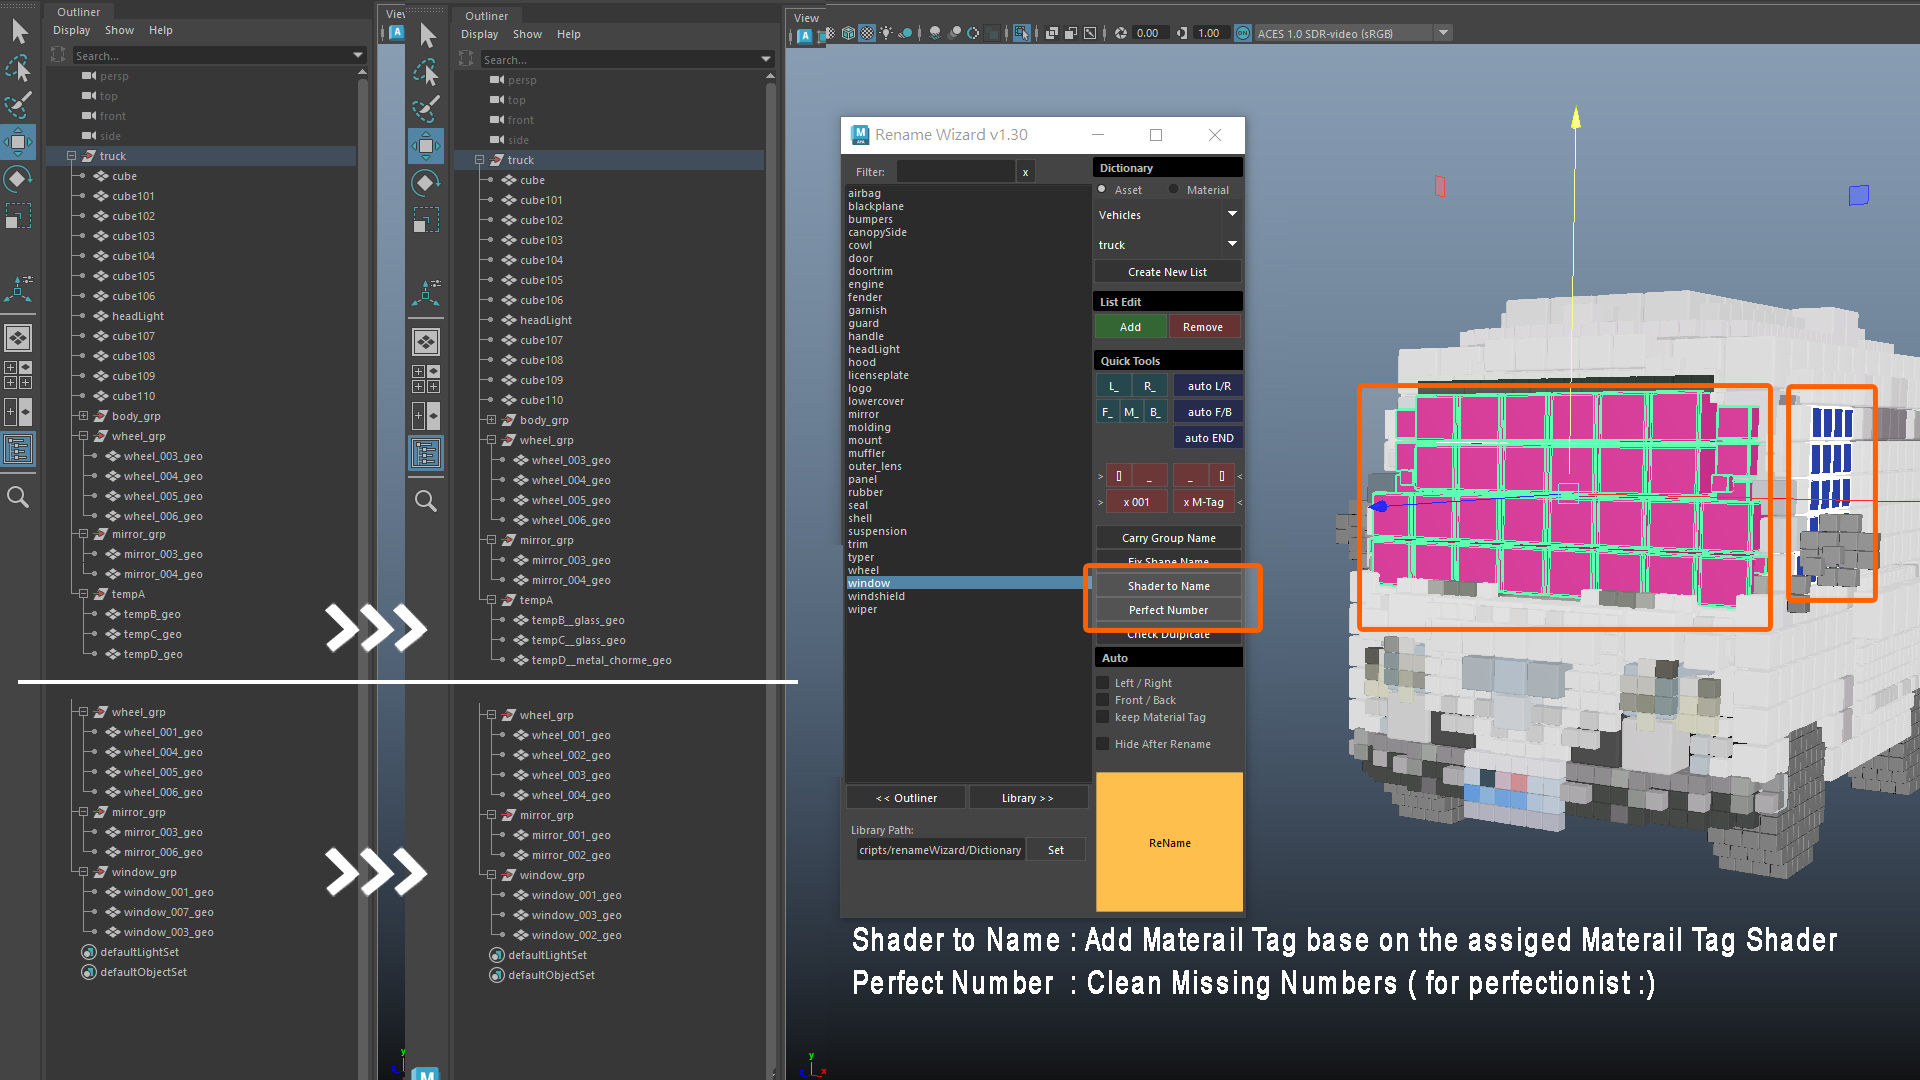 Outliner
Display Show Help
Search...
persp
top
front
side
truck
cube
cube101
cube102
cube103
cube104
cube105
cube106
headLight
cube107
cube108
cube109
cube110
body_grp
wheel_grp
wheel_003_geo
wheel_004_geo
wheel_005_geo
wheel_006_geo
mirror_grp
mirror_003_geo
mirror_004_geo
tempA
tempB_geo
tempC_geo
tempD_geo
wheel_grp
wheel_001_geo
wheel_004_geo
wheel_005_geo
wheel_006_geo
mirror_grp
mirror_003_geo
mirror_006_geo
window_grp
window_001_geo
window_007_geo
window_003_geo
defaultLightSet
defaultObjectSet
Outliner
Display Show Help
Search...
persp
top
front
side
truck
cube
cube101
cube102
cube103
cube104
cube105
cube106
headLight
cube107
cube108
cube109
cube110
body_grp
wheel_grp
wheel_003_geo
wheel_004_geo
wheel_005_geo
wheel_006_geo
mirror_grp
mirror_003_geo
mirror_004_geo
tempA
tempB__glass_geo
tempC__glass_geo
tempD__metal_chorme_geo
wheel_grp
wheel_001_geo
wheel_002_geo
wheel_003_geo
wheel_004_geo
mirror_grp
mirror_001_geo
mirror_002_geo
window_grp
window_001_geo
window_003_geo
window_002_geo
defaultLightSet
defaultObjectSet
View
0.00 1.00 ON ACES 1.0 SDR-video (sRGB)
Rename Wizard v1.30
Filter: x
airbag
blackplane
bumpers
canopySide
cowl
door
doortrim
engine
fender
garnish
guard
handle
headLight
hood
licenseplate
logo
lowercover
mirror
molding
mount
muffler
outer_lens
panel
rubber
seal
shell
suspension
trim
typer
wheel
window
windshield
wiper
<< Outliner Library >>
Library Path:
cripts/renameWizard/Dictionary Set
Dictionary
Asset Material
Vehicles
truck
Create New List
List Edit
Add Remove
Quick Tools
L_ R_ auto L/R
F_ M_ B_ auto F/B
auto END
> [] _ _ [] <
> x 001 x M-Tag <
Carry Group Name
Fix Shape Name
Shader to Name
Perfect Number
Check Dulpicate
Auto
Left / Right
Front / Back
keep Material Tag
Hide After Rename
ReName
Shader to Name : Add Materail Tag base on the assiged Materail Tag Shader
Perfect Number : Clean Missing Numbers ( for perfectionist :)